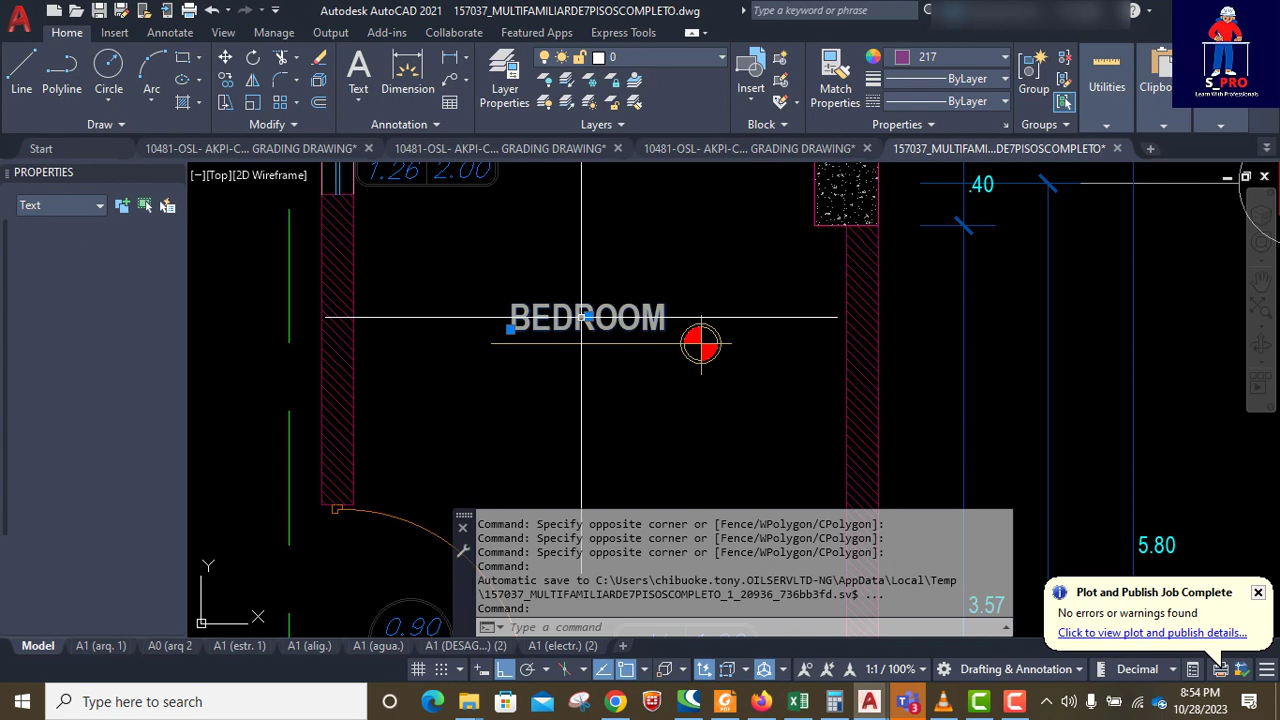 Autodesk AutoCAD 2021 157037_MULTIFAMILIARDE7PISOSCOMPLETO.dwg
Type a keyword or phrase
Home Insert Annotate View Manage Output Add-ins Collaborate Featured Apps Express Tools
0
217
ByLayer
ByLayer
Line Polyline Circle Arc Text Dimension Layer Properties Insert Match Properties Group Utilities Clipbo
Draw Modify Annotation Layers Block Properties Groups
S_PRO
Learn With Professionals
Start 10481-OSL- AKPI-C... GRADING DRAWING* 10481-OSL- AKPI-C... GRADING DRAWING* 10481-OSL- AKPI-C... GRADING DRAWING* 157037_MULTIFAMI...DE7PISOSCOMPLETO*
PROPERTIES
[−][Top][2D Wireframe]
Text
1.26 2.00
.40
BEDROOM
5.80
3.57
0.90
Y
X
Command: Specify opposite corner or [Fence/WPolygon/CPolygon]:
Command: Specify opposite corner or [Fence/WPolygon/CPolygon]:
Command: Specify opposite corner or [Fence/WPolygon/CPolygon]:
Command:
Automatic save to C:\Users\chibuoke.tony.OILSERVLTD-NG\AppData\Local\Temp
\157037_MULTIFAMILIARDE7PISOSCOMPLETO_1_20936_736bb3fd.sv$ ...
Command:
Type a command
Plot and Publish Job Complete
No errors or warnings found
Click to view plot and publish details...
Model A1 (arq. 1) A0 (arq 2 A1 (estr. 1) A1 (alig.) A1 (agua.) A1 (DESAG...) (2) A1 (electr.) (2)
1:1 / 100% Drafting & Annotation Decimal
Type here to search
3
8:54 PM
10/28/2023